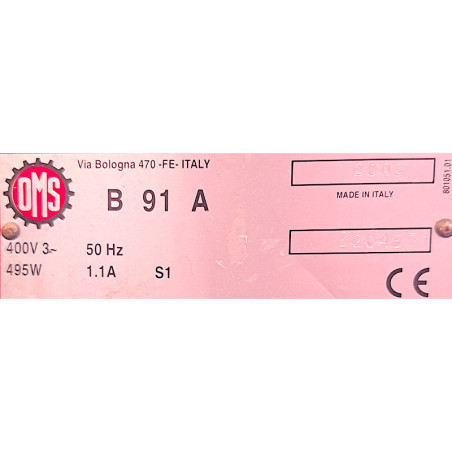 Via Bologna 470 -FE- ITALY
OMS
B 91 A
MADE IN ITALY
400V 3~ 50 Hz
495W 1.1A S1
CE
801051.01